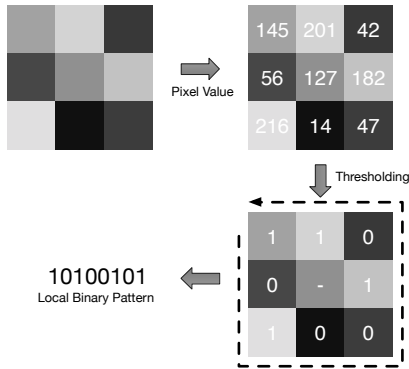 145 201 42
56 127 182
216 14 47
Pixel Value
Thresholding
1 1 0
0 - 1
1 0 0
10100101
Local Binary Pattern